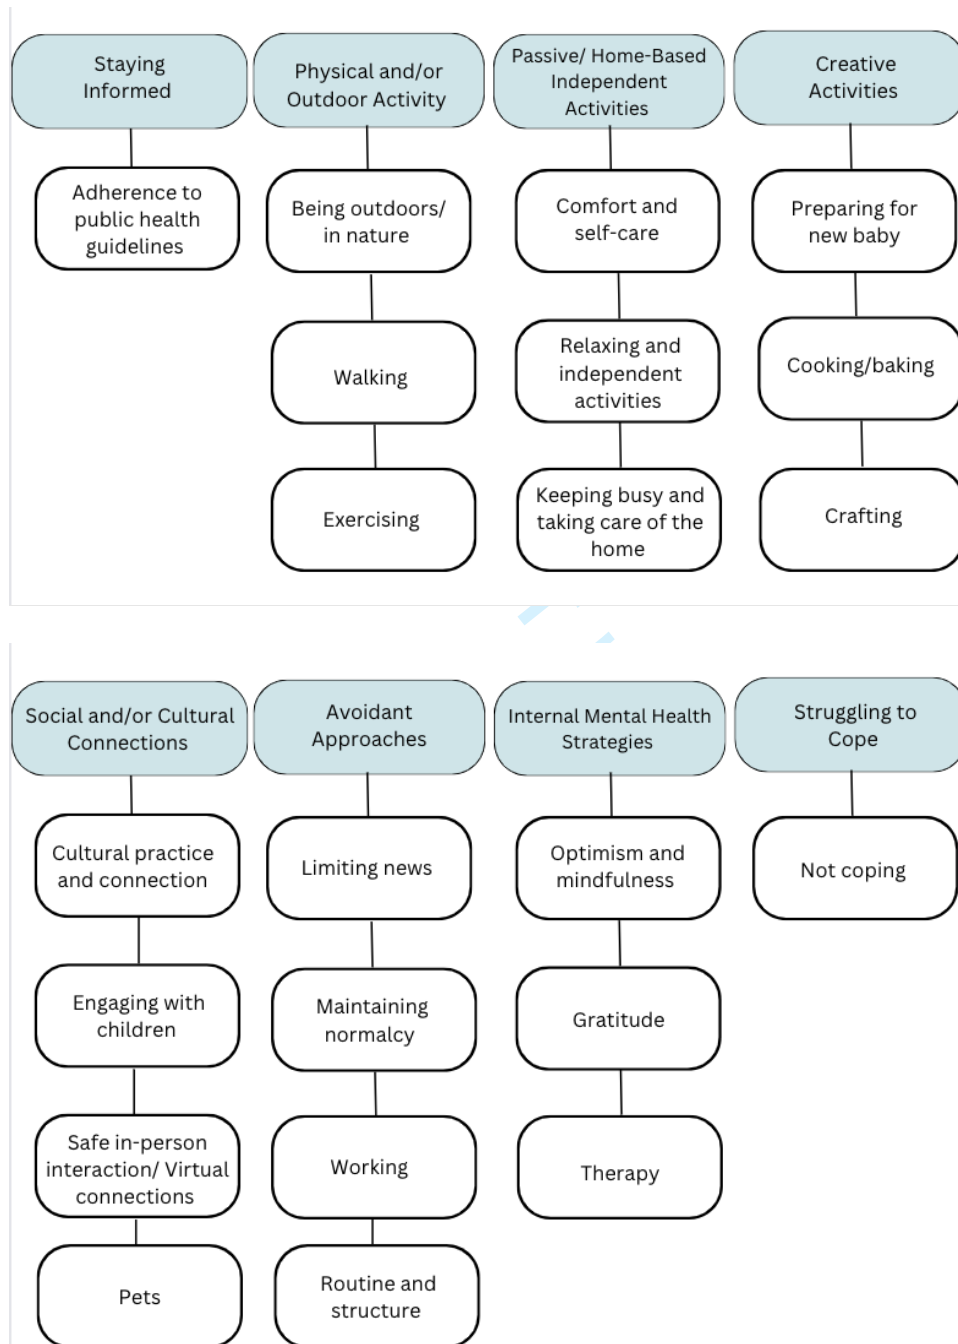 Staying
Informed
Adherence to
public health
guidelines
Physical and/or
Outdoor Activity
Being outdoors/
in nature
Walking
Exercising
Passive/ Home-Based
Independent
Activities
Comfort and
self-care
Relaxing and
independent
activities
Keeping busy and
taking care of the
home
Creative
Activities
Preparing for
new baby
Cooking/baking
Crafting
Social and/or Cultural
Connections
Cultural practice
and connection
Engaging with
children
Safe in-person
interaction/ Virtual
connections
Pets
Avoidant
Approaches
Limiting news
Maintaining
normalcy
Working
Routine and
structure
Internal Mental Health
Strategies
Optimism and
mindfulness
Gratitude
Therapy
Struggling to
Cope
Not coping